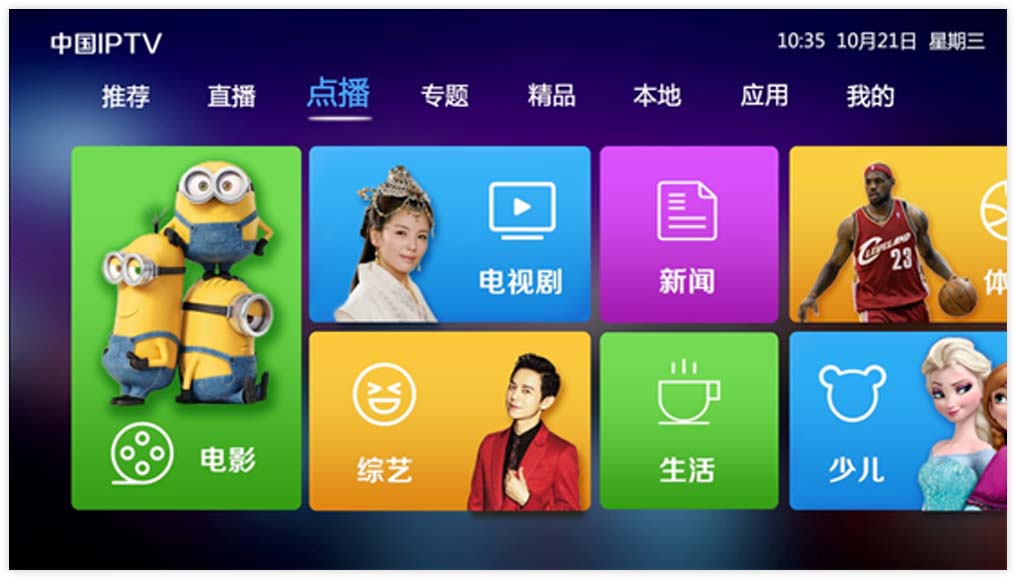 中国IPTV
10:35 10月21日 星期三
推荐 直播 点播 专题 精品 本地 应用 我的
电影
电视剧
新闻
CLEVELAND
23
体
综艺
生活
少儿